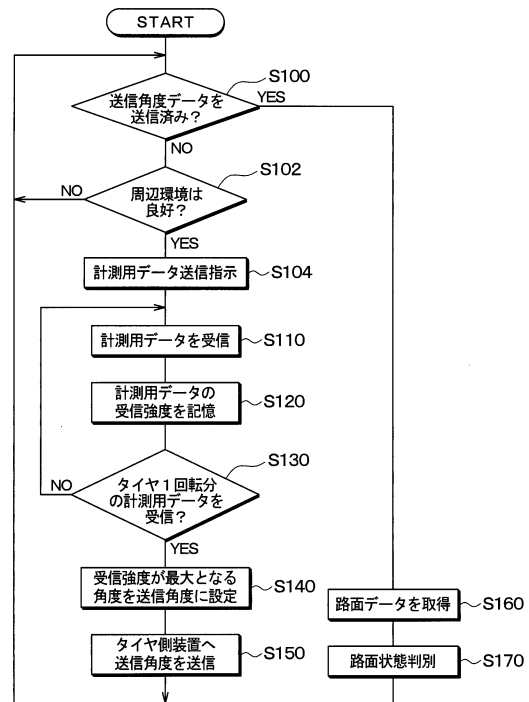 START
送信角度データを
送信済み？
S100
YES
NO
周辺環境は
良好？
S102
NO
YES
計測用データ送信指示
S104
計測用データを受信
S110
計測用データの
受信強度を記憶
S120
タイヤ１回転分
の計測用データを
受信？
S130
NO
YES
受信強度が最大となる
角度を送信角度に設定
S140
タイヤ側装置へ
送信角度を送信
S150
路面データを取得
S160
路面状態判別
S170